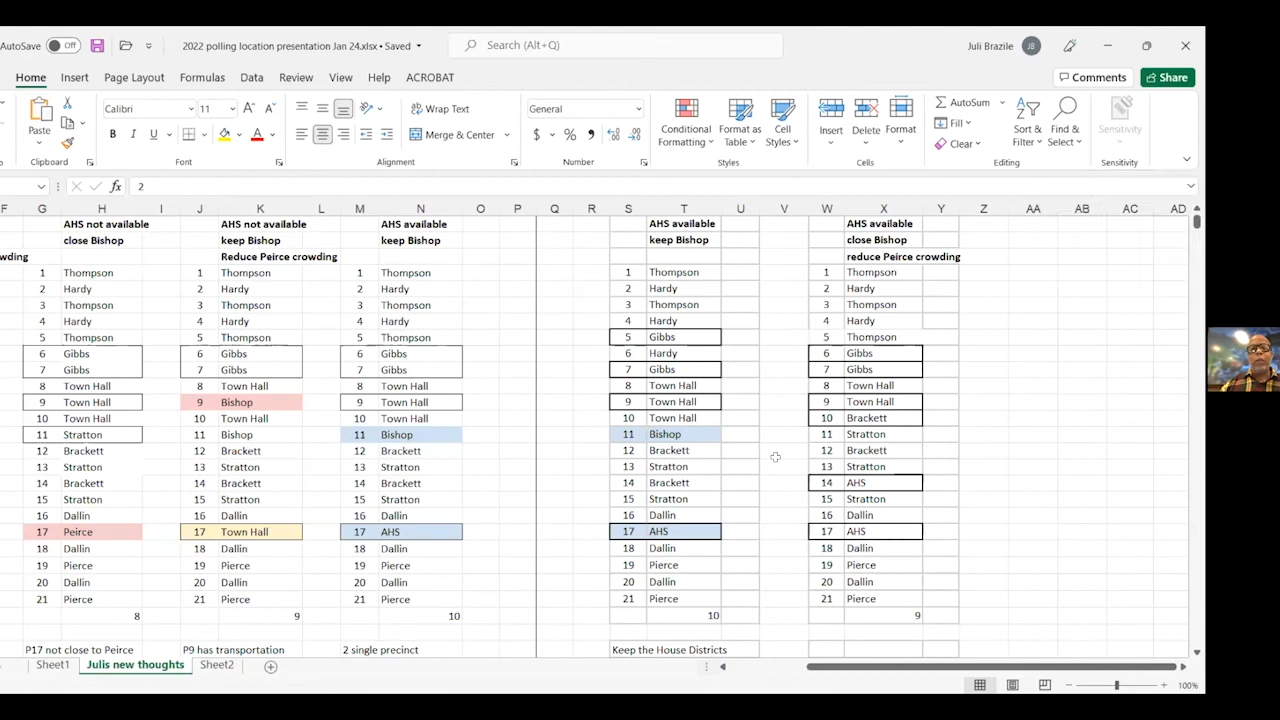 AutoSave Off 2022 polling location presentation Jan 24.xlsx • Saved Search (Alt+Q) Juli Brazile JB
Home Insert Page Layout Formulas Data Review View Help ACROBAT Comments Share
Paste Calibri 11 Wrap Text General Conditional Formatting Format as Table Cell Styles Insert Delete Format AutoSum Sort & Filter Find & Select Sensitivity
B I U Merge & Center $ % Fill Clear
Clipboard Font Alignment Number Styles Cells Editing Sensitivity
fx 2
F G H I J K L M N O P Q R S T U V W X Y Z AA AB AC AD
AHS not available AHS not available AHS available AHS available AHS available
close Bishop keep Bishop keep Bishop keep Bishop close Bishop
wding Reduce Peirce crowding reduce Peirce crowding
1 Thompson 1 Thompson 1 Thompson 1 Thompson 1 Thompson
2 Hardy 2 Hardy 2 Hardy 2 Hardy 2 Hardy
3 Thompson 3 Thompson 3 Thompson 3 Thompson 3 Thompson
4 Hardy 4 Hardy 4 Hardy 4 Hardy 4 Hardy
5 Thompson 5 Thompson 5 Thompson 5 Gibbs 5 Thompson
6 Gibbs 6 Gibbs 6 Gibbs 6 Hardy 6 Gibbs
7 Gibbs 7 Gibbs 7 Gibbs 7 Gibbs 7 Gibbs
8 Town Hall 8 Town Hall 8 Town Hall 8 Town Hall 8 Town Hall
9 Town Hall 9 Bishop 9 Town Hall 9 Town Hall 9 Town Hall
10 Town Hall 10 Town Hall 10 Town Hall 10 Town Hall 10 Brackett
11 Stratton 11 Bishop 11 Bishop 11 Bishop 11 Stratton
12 Brackett 12 Brackett 12 Brackett 12 Brackett 12 Brackett
13 Stratton 13 Stratton 13 Stratton 13 Stratton 13 Stratton
14 Brackett 14 Brackett 14 Brackett 14 Brackett 14 AHS
15 Stratton 15 Stratton 15 Stratton 15 Stratton 15 Stratton
16 Dallin 16 Dallin 16 Dallin 16 Dallin 16 Dallin
17 Peirce 17 Town Hall 17 AHS 17 AHS 17 AHS
18 Dallin 18 Dallin 18 Dallin 18 Dallin 18 Dallin
19 Pierce 19 Pierce 19 Pierce 19 Pierce 19 Pierce
20 Dallin 20 Dallin 20 Dallin 20 Dallin 20 Dallin
21 Pierce 21 Pierce 21 Pierce 21 Pierce 21 Pierce
8 9 10 10 9
P17 not close to Peirce P9 has transportation 2 single precinct Keep the House Districts
Sheet1 Julis new thoughts Sheet2
100%